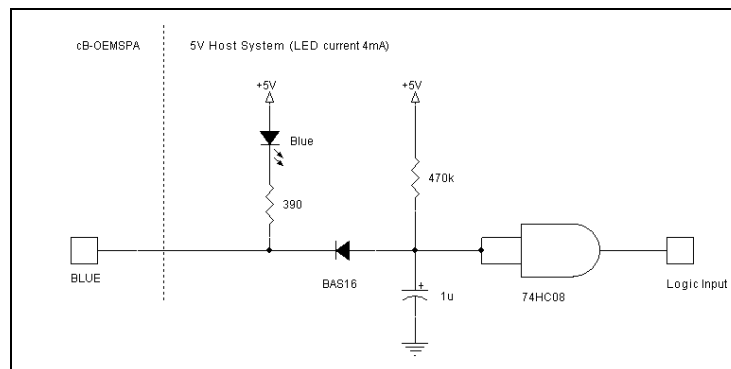 cB-OEMSPA
5V Host System (LED current 4mA)
+5V
+5V
Blue
470k
390
BLUE
BAS16
+
1u
74HC08
Logic Input